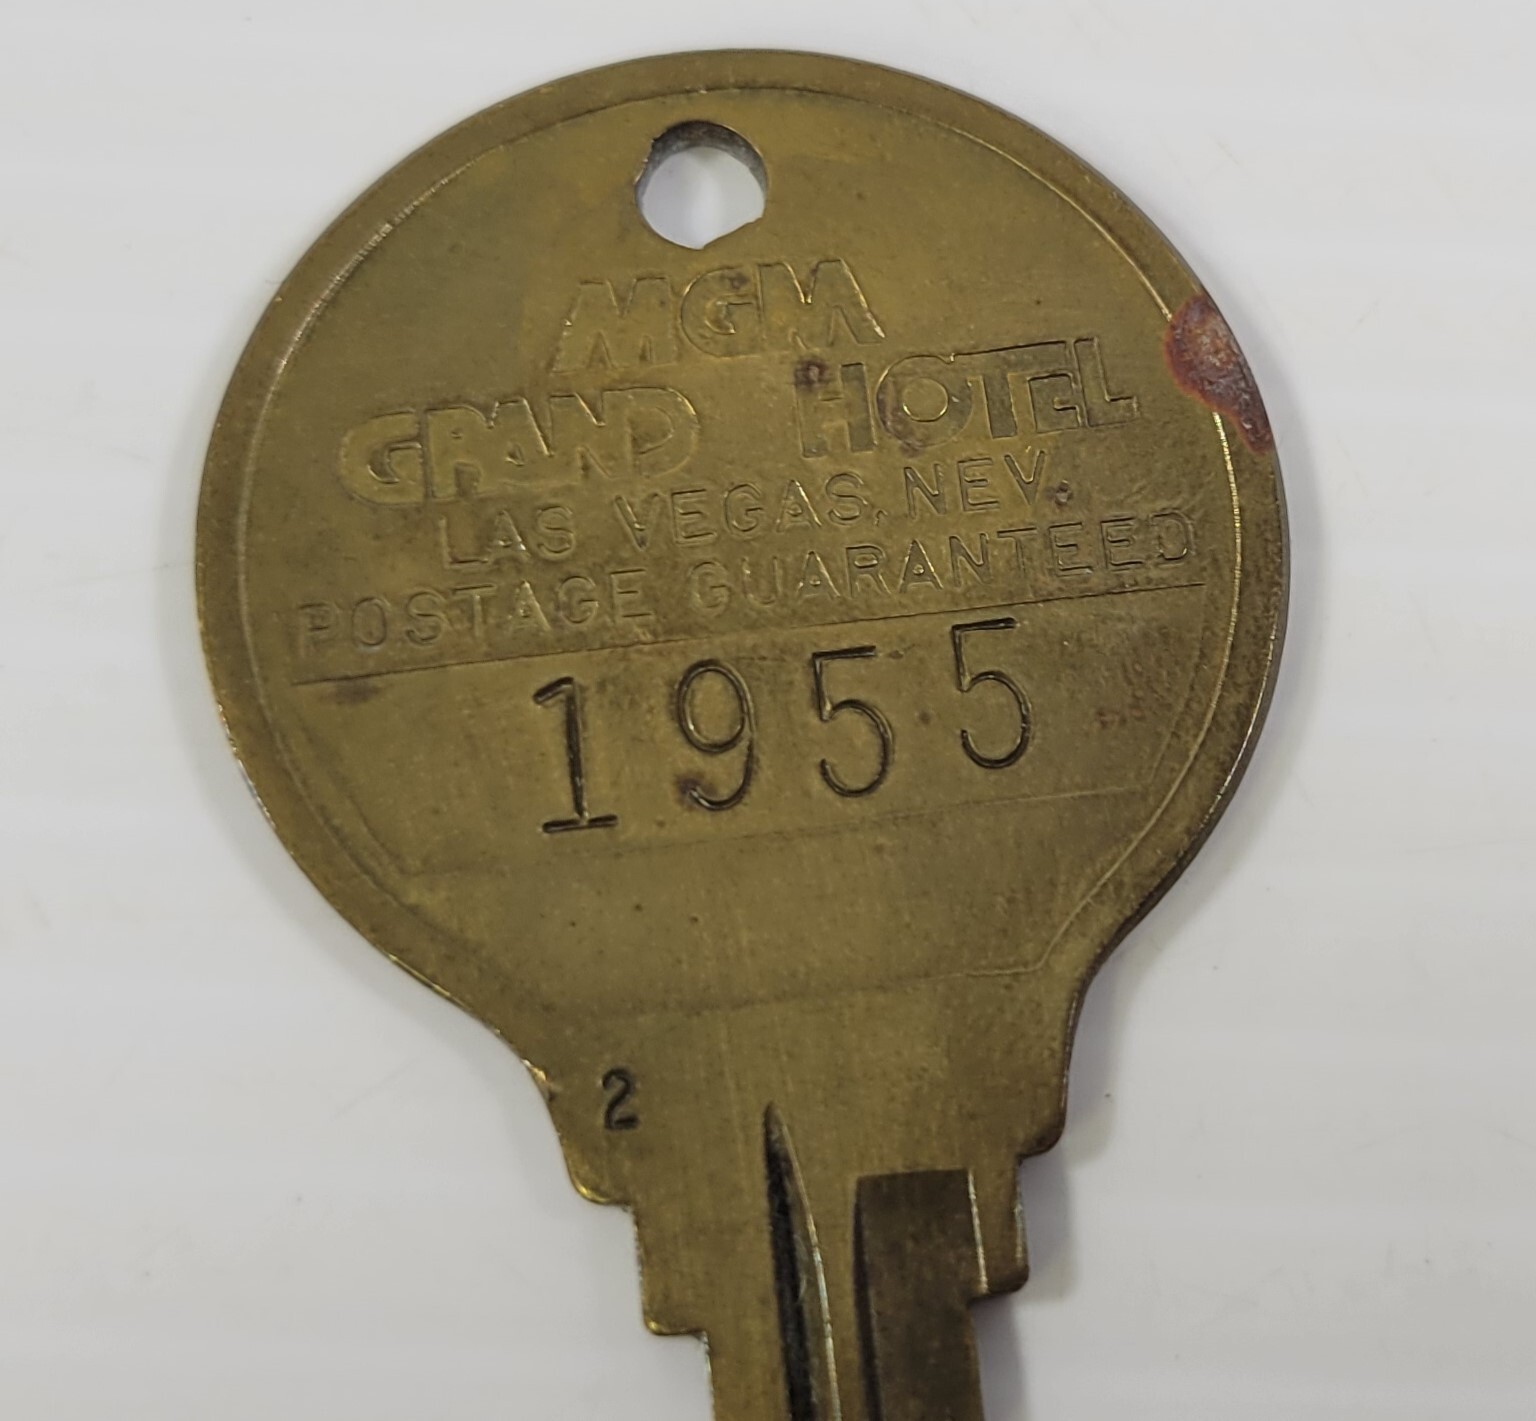 MGM
GRAND HOTEL
LAS VEGAS, NEV.
POSTAGE GUARANTEED
1955
2